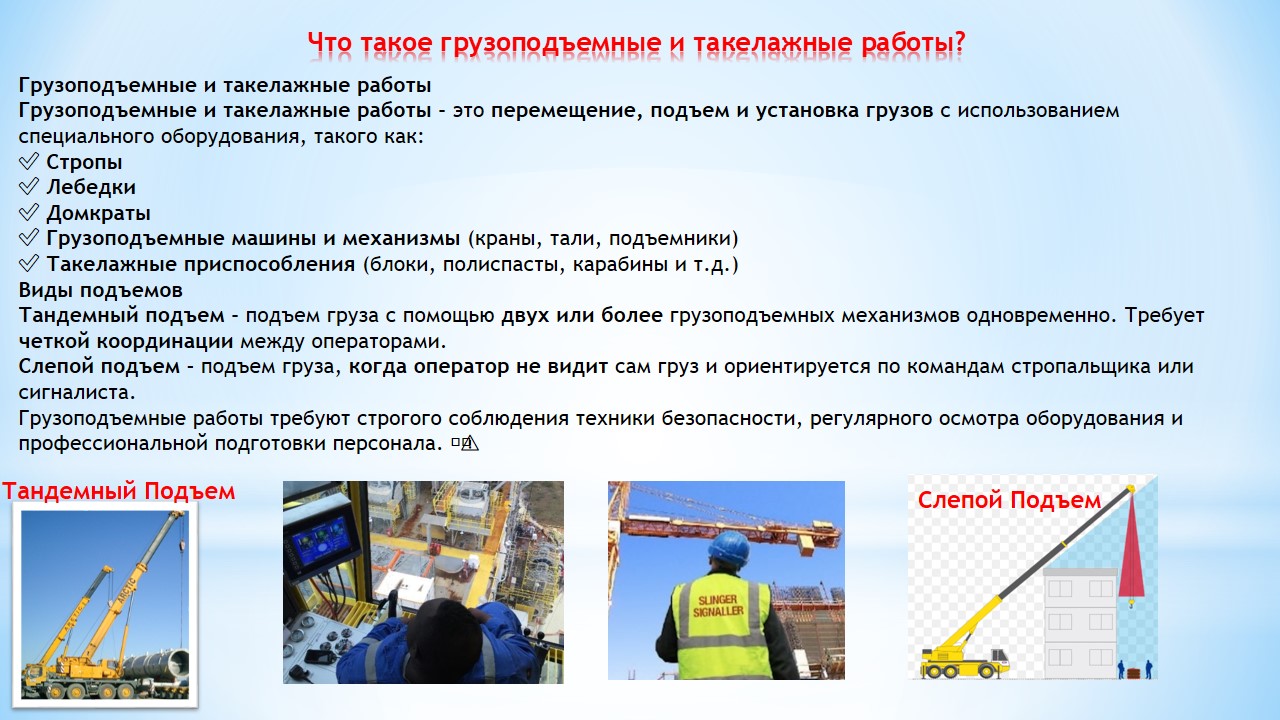 Что такое грузоподъемные и такелажные работы?
Грузоподъемные и такелажные работы
Грузоподъемные и такелажные работы – это перемещение, подъем и установка грузов с использованием
специального оборудования, такого как:
✅ Стропы
✅ Лебедки
✅ Домкраты
✅ Грузоподъемные машины и механизмы (краны, тали, подъемники)
✅ Такелажные приспособления (блоки, полиспасты, карабины и т.д.)
Виды подъемов
Тандемный подъем – подъем груза с помощью двух или более грузоподъемных механизмов одновременно. Требует
четкой координации между операторами.
Слепой подъем – подъем груза, когда оператор не видит сам груз и ориентируется по командам стропальщика или
сигналиста.
Грузоподъемные работы требуют строгого соблюдения техники безопасности, регулярного осмотра оборудования и
профессиональной подготовки персонала.
Тандемный Подъем
Слепой Подъем
SLINGER
SIGNALLER